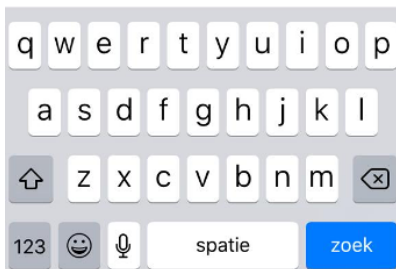 q w e r t y u i o p
a s d f g h j k l
z x c v b n m
123 spatie zoek